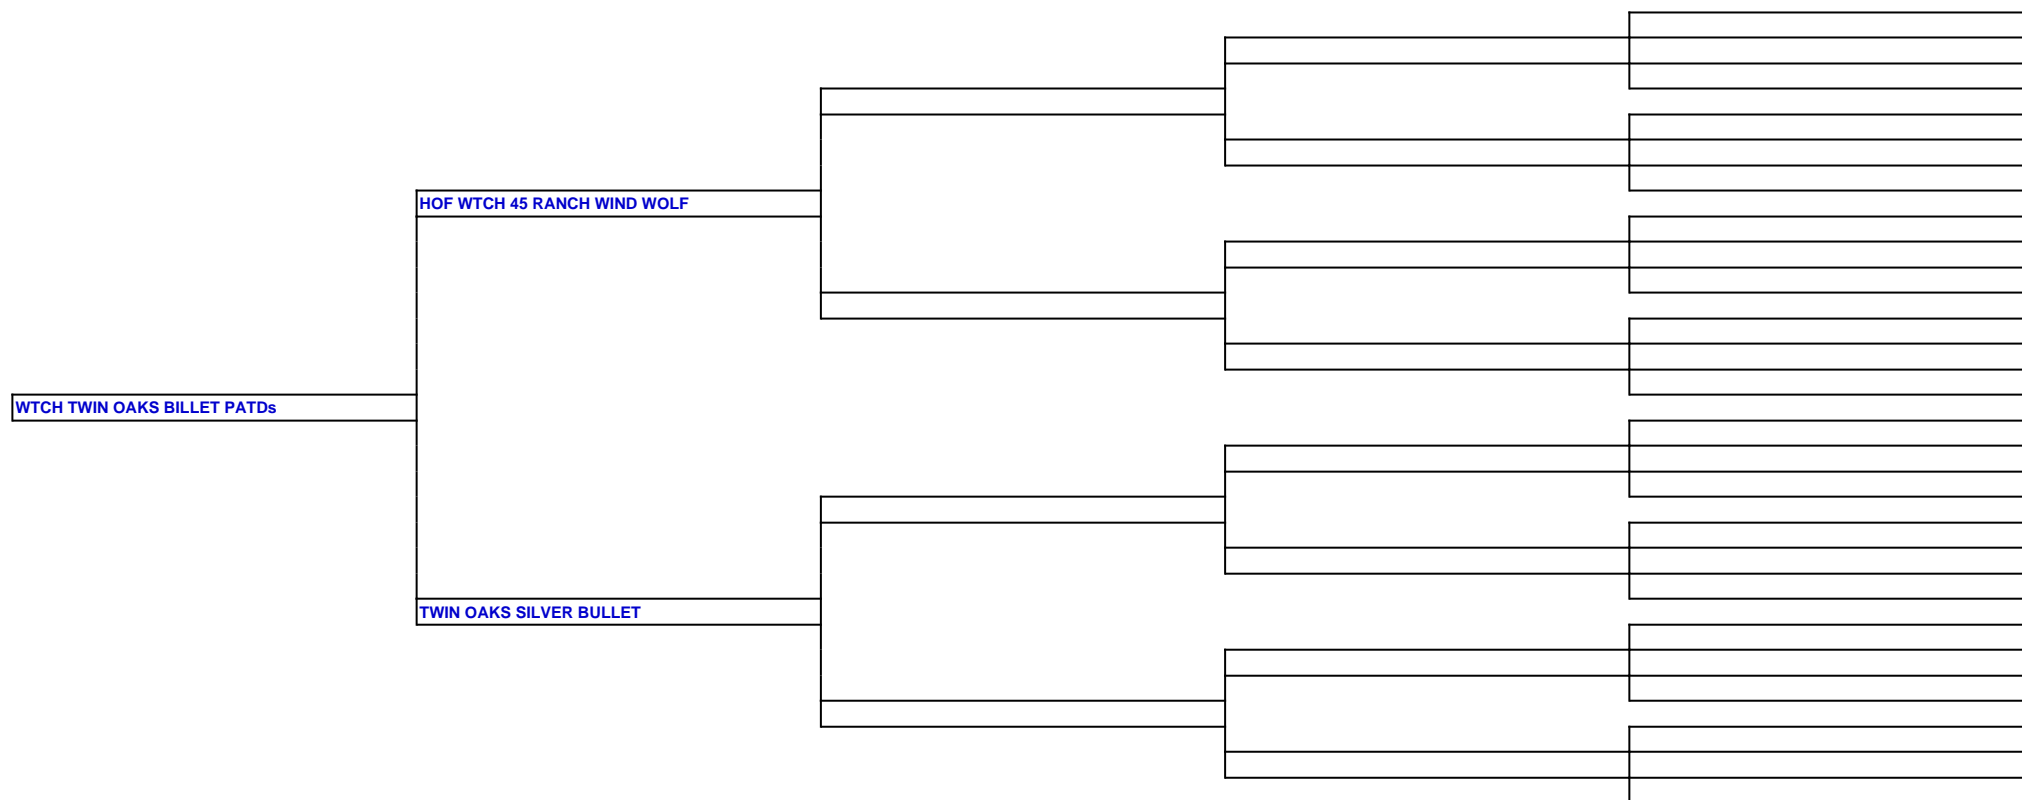 HOF WTCH 45 RANCH WIND WOLF
WTCH TWIN OAKS BILLET PATDs
TWIN OAKS SILVER BULLET